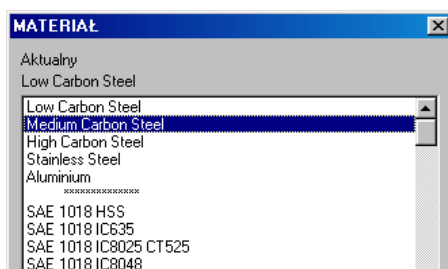 MATERIAŁ
Aktualny
Low Carbon Steel
Low Carbon Steel
Medium Carbon Steel
High Carbon Steel
Stainless Steel
Aluminium
××××××××××××××
SAE 1018 HSS
SAE 1018 IC635
SAE 1018 IC8025 CT525
SAE 1018 IC8048